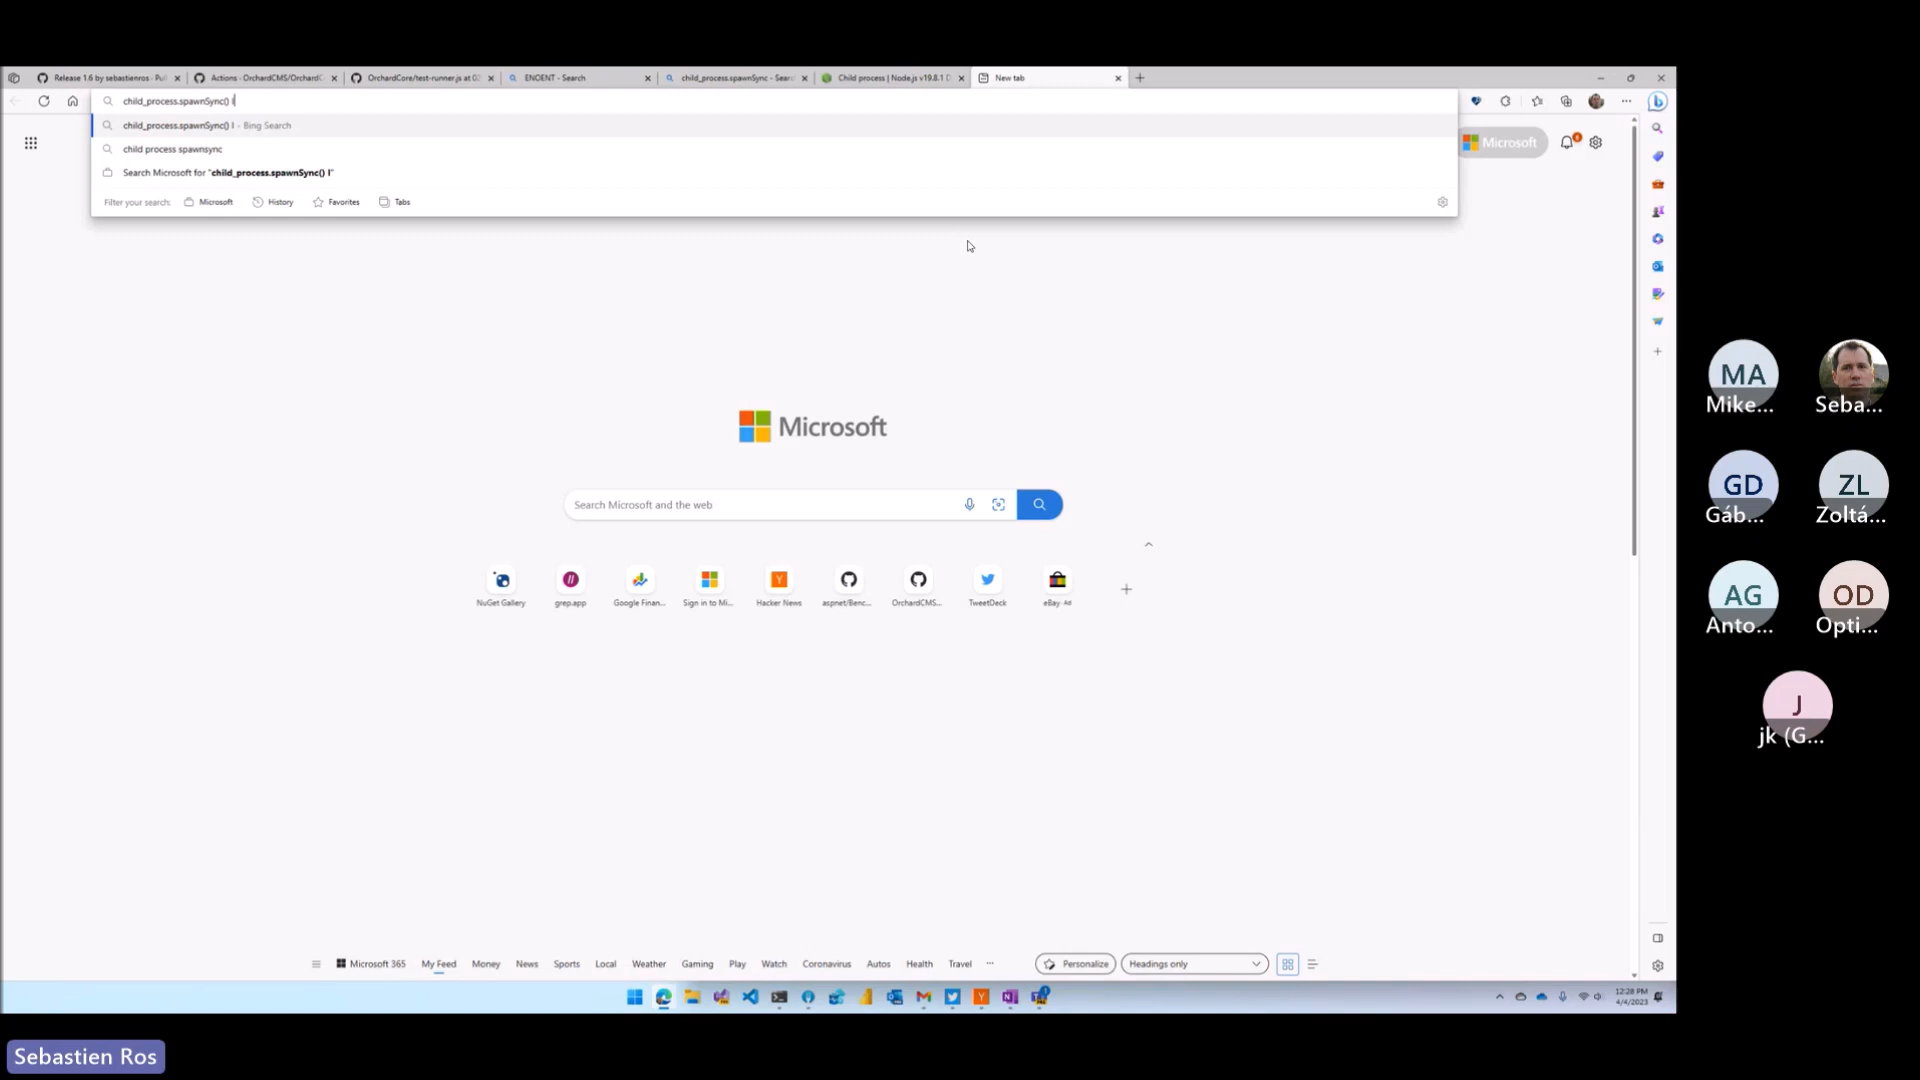 Release 1.6 by sebastienros · Pul
Actions · OrchardCMS/OrchardC
OrchardCore/test-runner.js at
ENOENT - Search
child_process.spawnSync - Sear
Child process | Node.js v19.8.1 D
New tab
child_process.spawnSync() l
child_process.spawnSync() l - Bing Search
child process spawnsync
Search Microsoft for "child_process.spawnSync() l"
Filter your search:
Microsoft
History
Favorites
Tabs
Microsoft
Microsoft
Search Microsoft and the web
NuGet Gallery
grep.app
Google Finan...
Sign in to Mi...
Hacker News
aspnet/Benc...
OrchardCMS...
TweetDeck
eBay Ad
MA
Mike...
Seba...
GD
Gáb...
ZL
Zoltá...
AG
Anto...
OD
Opti...
J
jk (G...
Microsoft 365
My Feed
Money
News
Sports
Local
Weather
Gaming
Play
Watch
Coronavirus
Autos
Health
Travel
...
Personalize
Headings only
12:28 PM
4/4/2023
Sebastien Ros